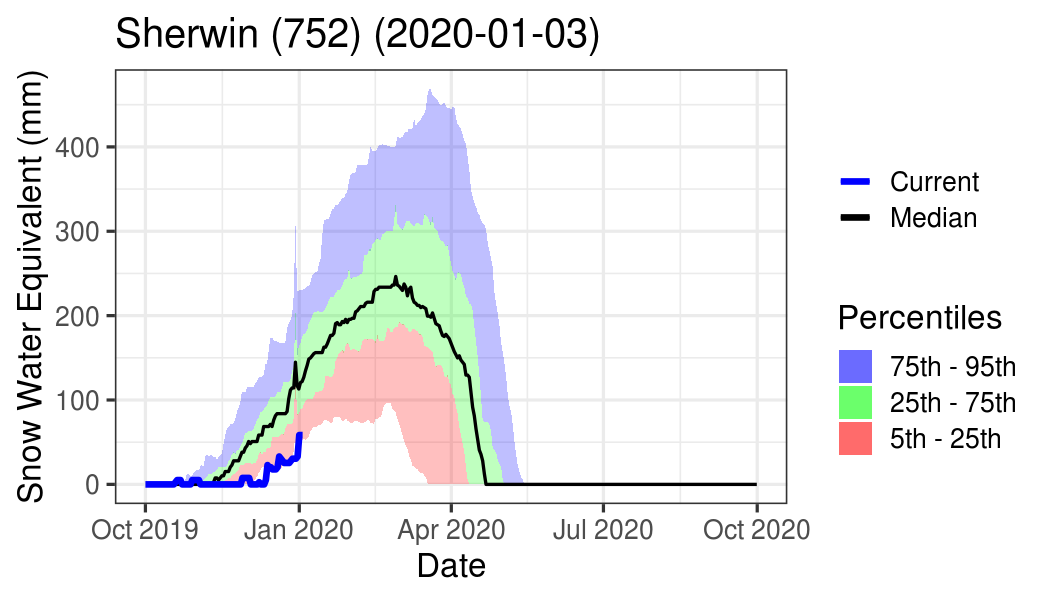 Sherwin (752) (2020-01-03)
Snow Water Equivalent (mm)
400
300
200
100
0
Oct 2019
Jan 2020
Apr 2020
Jul 2020
Oct 2020
Date
Current
Median
Percentiles
75th - 95th
25th - 75th
5th - 25th